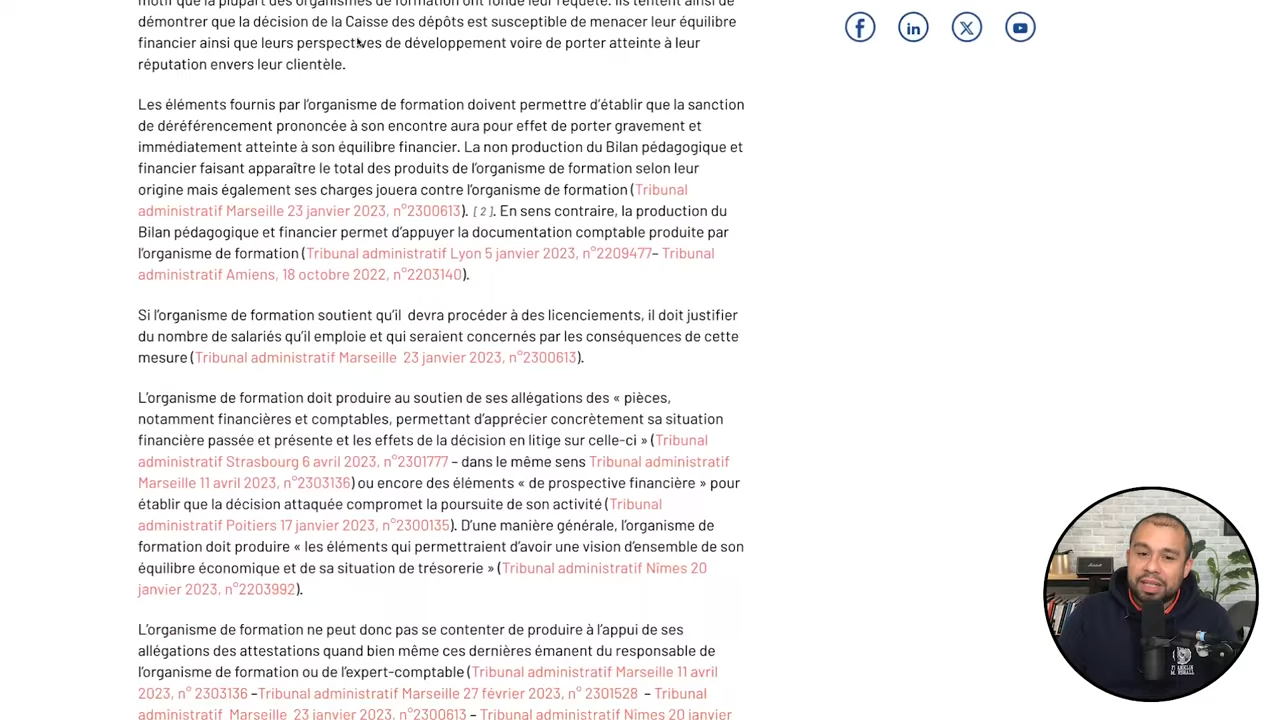 motif que la plupart des organismes de formation ont fondé leur requête. Ils tentent ainsi de
démontrer que la décision de la Caisse des dépôts est susceptible de menacer leur équilibre
financier ainsi que leurs perspectives de développement voire de porter atteinte à leur
réputation envers leur clientèle.
Les éléments fournis par l'organisme de formation doivent permettre d'établir que la sanction
de déréférencement prononcée à son encontre aura pour effet de porter gravement et
immédiatement atteinte à son équilibre financier. La non production du Bilan pédagogique et
financier faisant apparaître le total des produits de l'organisme de formation selon leur
origine mais également ses charges jouera contre l'organisme de formation (Tribunal
administratif Marseille 23 janvier 2023, n°2300613). [ 2 ]. En sens contraire, la production du
Bilan pédagogique et financier permet d'appuyer la documentation comptable produite par
l'organisme de formation (Tribunal administratif Lyon 5 janvier 2023, n°2209477– Tribunal
administratif Amiens, 18 octobre 2022, n°2203140).
Si l'organisme de formation soutient qu'il devra procéder à des licenciements, il doit justifier
du nombre de salariés qu'il emploie et qui seraient concernés par les conséquences de cette
mesure (Tribunal administratif Marseille 23 janvier 2023, n°2300613).
L'organisme de formation doit produire au soutien de ses allégations des « pièces,
notamment financières et comptables, permettant d'apprécier concrètement sa situation
financière passée et présente et les effets de la décision en litige sur celle-ci » (Tribunal
administratif Strasbourg 6 avril 2023, n°2301777 – dans le même sens Tribunal administratif
Marseille 11 avril 2023, n°2303136) ou encore des éléments « de prospective financière » pour
établir que la décision attaquée compromet la poursuite de son activité (Tribunal
administratif Poitiers 17 janvier 2023, n°2300135). D'une manière générale, l'organisme de
formation doit produire « les éléments qui permettraient d'avoir une vision d'ensemble de son
équilibre économique et de sa situation de trésorerie » (Tribunal administratif Nîmes 20
janvier 2023, n°2203992).
L'organisme de formation ne peut donc pas se contenter de produire à l'appui de ses
allégations des attestations quand bien même ces dernières émanent du responsable de
l'organisme de formation ou de l'expert-comptable (Tribunal administratif Marseille 11 avril
2023, n° 2303136 –Tribunal administratif Marseille 27 février 2023, n° 2301528 – Tribunal
administratif Marseille 23 janvier 2023, n°2300613 – Tribunal administratif Nîmes 20 janvier